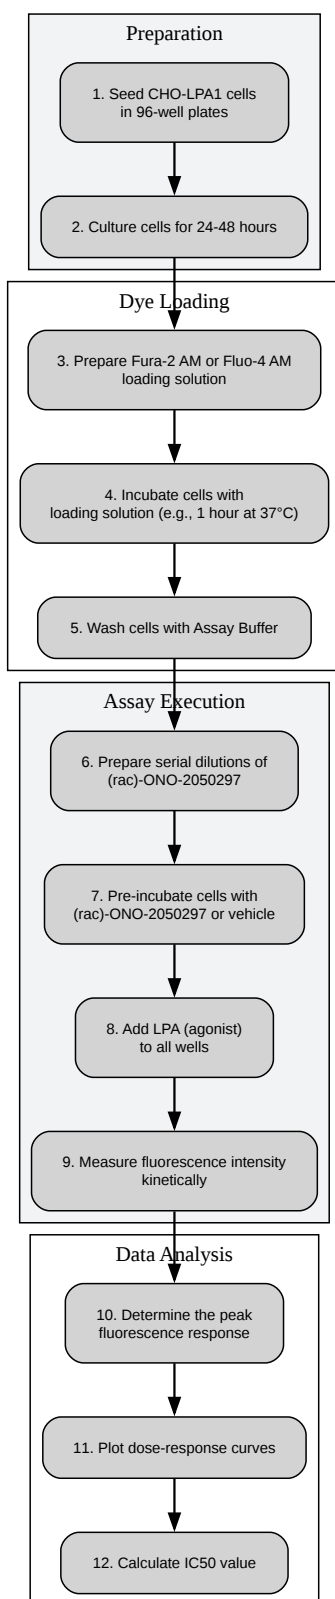 Preparation
1. Seed CHO-LPA1 cells
in 96-well plates
2. Culture cells for 24-48 hours
Dye Loading
3. Prepare Fura-2 AM or Fluo-4 AM
loading solution
4. Incubate cells with
loading solution (e.g., 1 hour at 37°C)
5. Wash cells with Assay Buffer
Assay Execution
6. Prepare serial dilutions of
(rac)-ONO-2050297
7. Pre-incubate cells with
(rac)-ONO-2050297 or vehicle
8. Add LPA (agonist)
to all wells
9. Measure fluorescence intensity
kinetically
Data Analysis
10. Determine the peak
fluorescence response
11. Plot dose-response curves
12. Calculate IC50 value